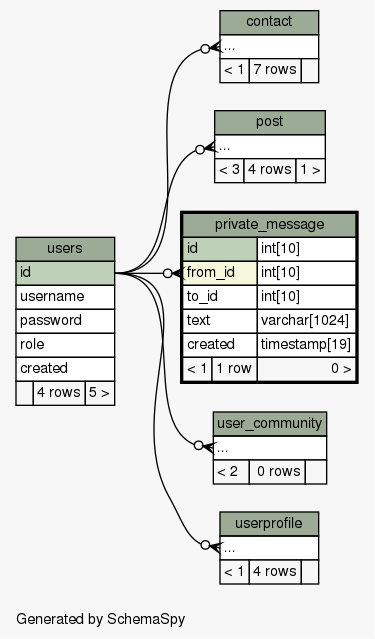 contact
...
< 1 7 rows
post
...
< 3 4 rows 1 >
private_message
id int[10]
from_id int[10]
to_id int[10]
text varchar[1024]
created timestamp[19]
< 1 1 row 0 >
users
id
username
password
role
created
4 rows 5 >
user_community
...
< 2 0 rows
userprofile
...
< 1 4 rows
Generated by SchemaSpy